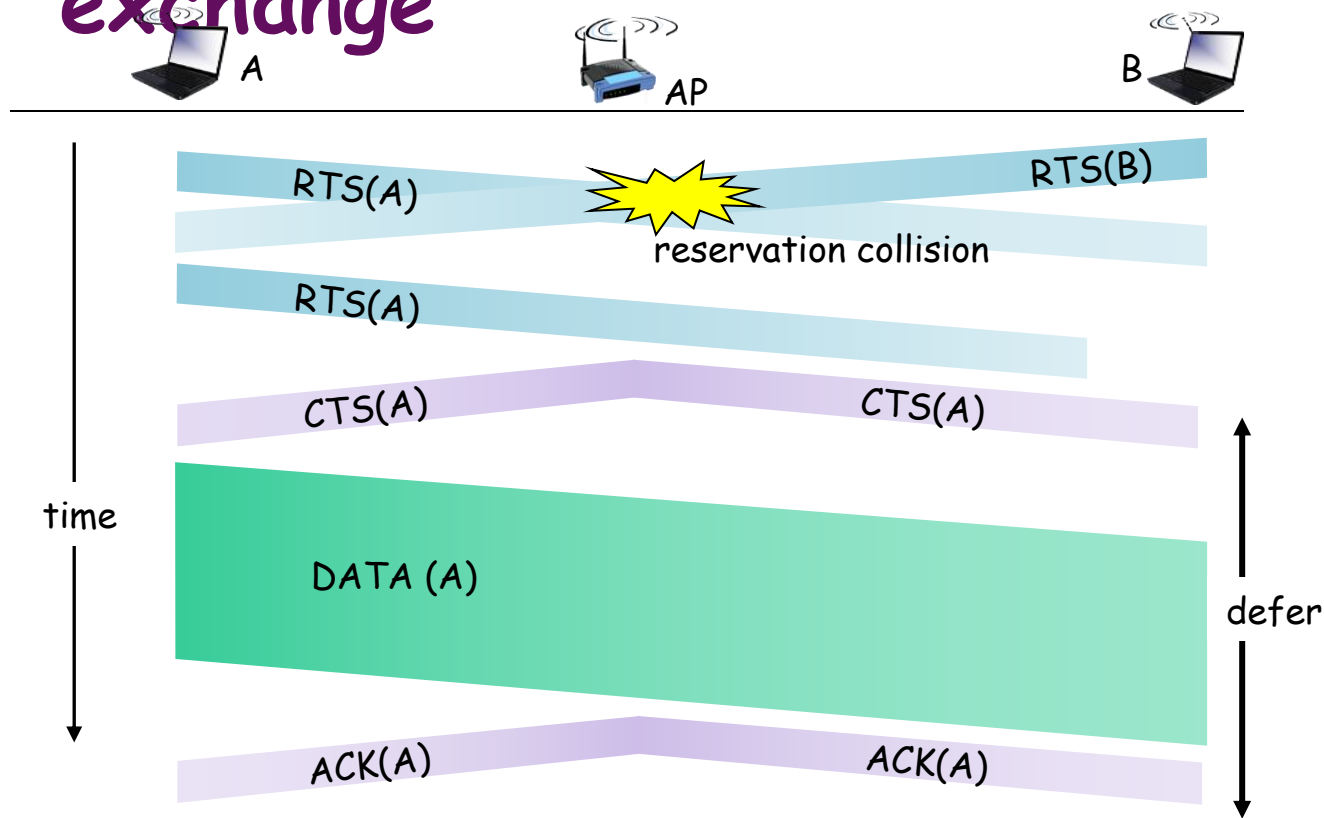 exchange
A
AP
B
RTS(A)
RTS(B)
reservation collision
RTS(A)
CTS(A)
CTS(A)
time
DATA (A)
defer
ACK(A)
ACK(A)